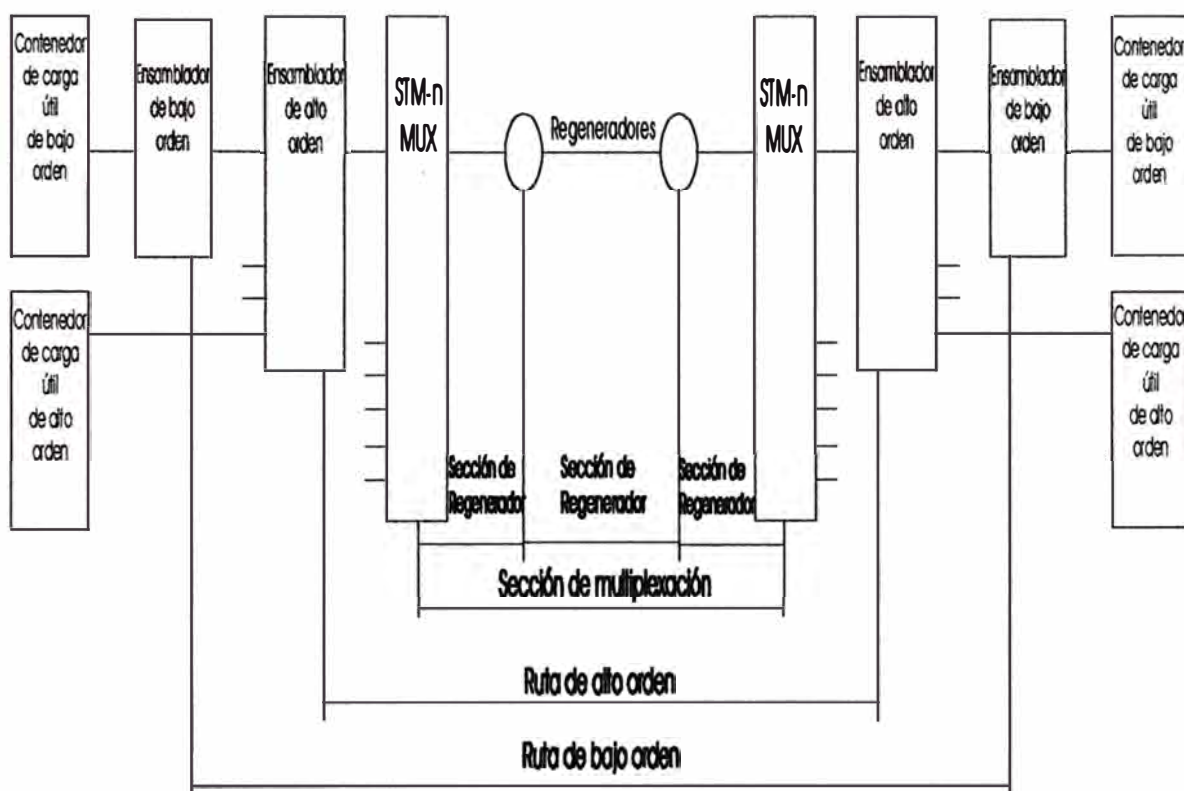 Contenedor
de carga
útil
de bajo
orden
Ensamblador
de bajo
orden
Ensamblador
de alto
orden
STM-n
MUX
Regeneradores
STM-n
MUX
Ensamblador
de alto
orden
Ensamblador
de bajo
orden
Contenedor
de carga
útil
de bajo
orden
Contenedor
de carga
útil
de alto
orden
Contenedor
de carga
útil
de alto
orden
Sección de
Regenerador
Sección de
Regenerador
Sección de
Regenerador
Sección de multiplexación
Ruta de alto orden
Ruta de bajo orden